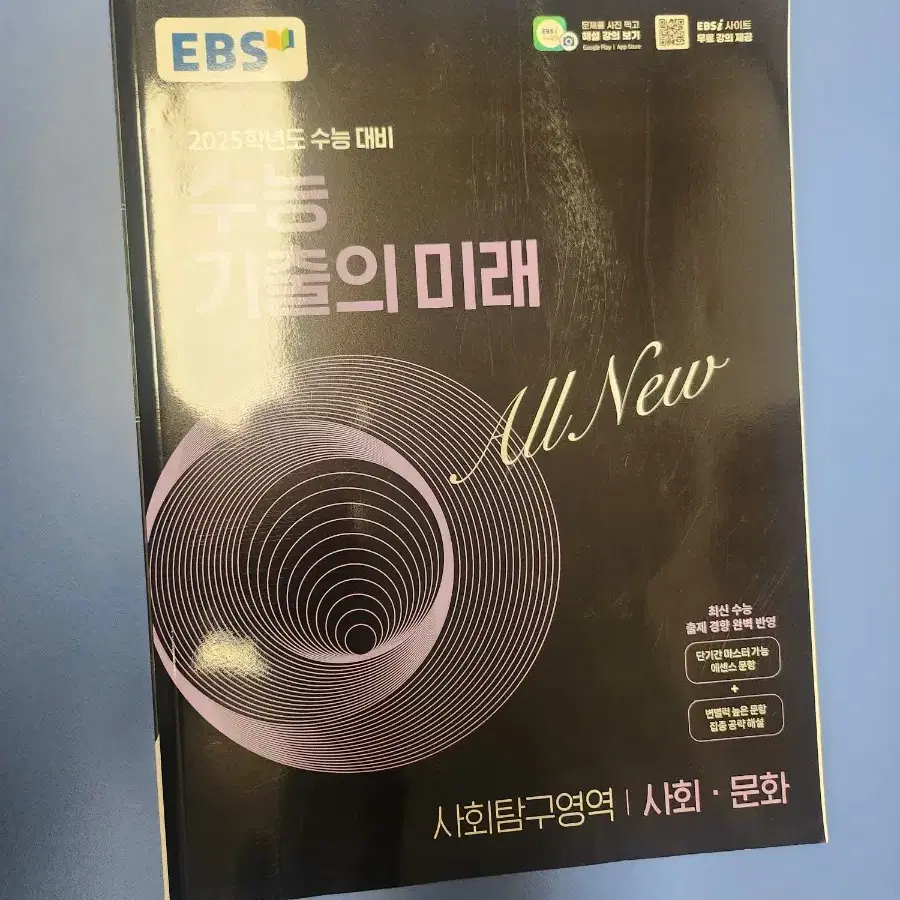 EBS
문제를 사진 찍고
해설 강의 보기
Google Play | App Store
EBSi 사이트
무료 강의 제공
2025학년도 수능 대비
수능
기출의 미래
All New
최신 수능
출제 경향 완벽 반영
단기간 마스터 가능
에센스 문항
+
변별력 높은 문항
집중 공략 해설
사회탐구영역 | 사회 · 문화